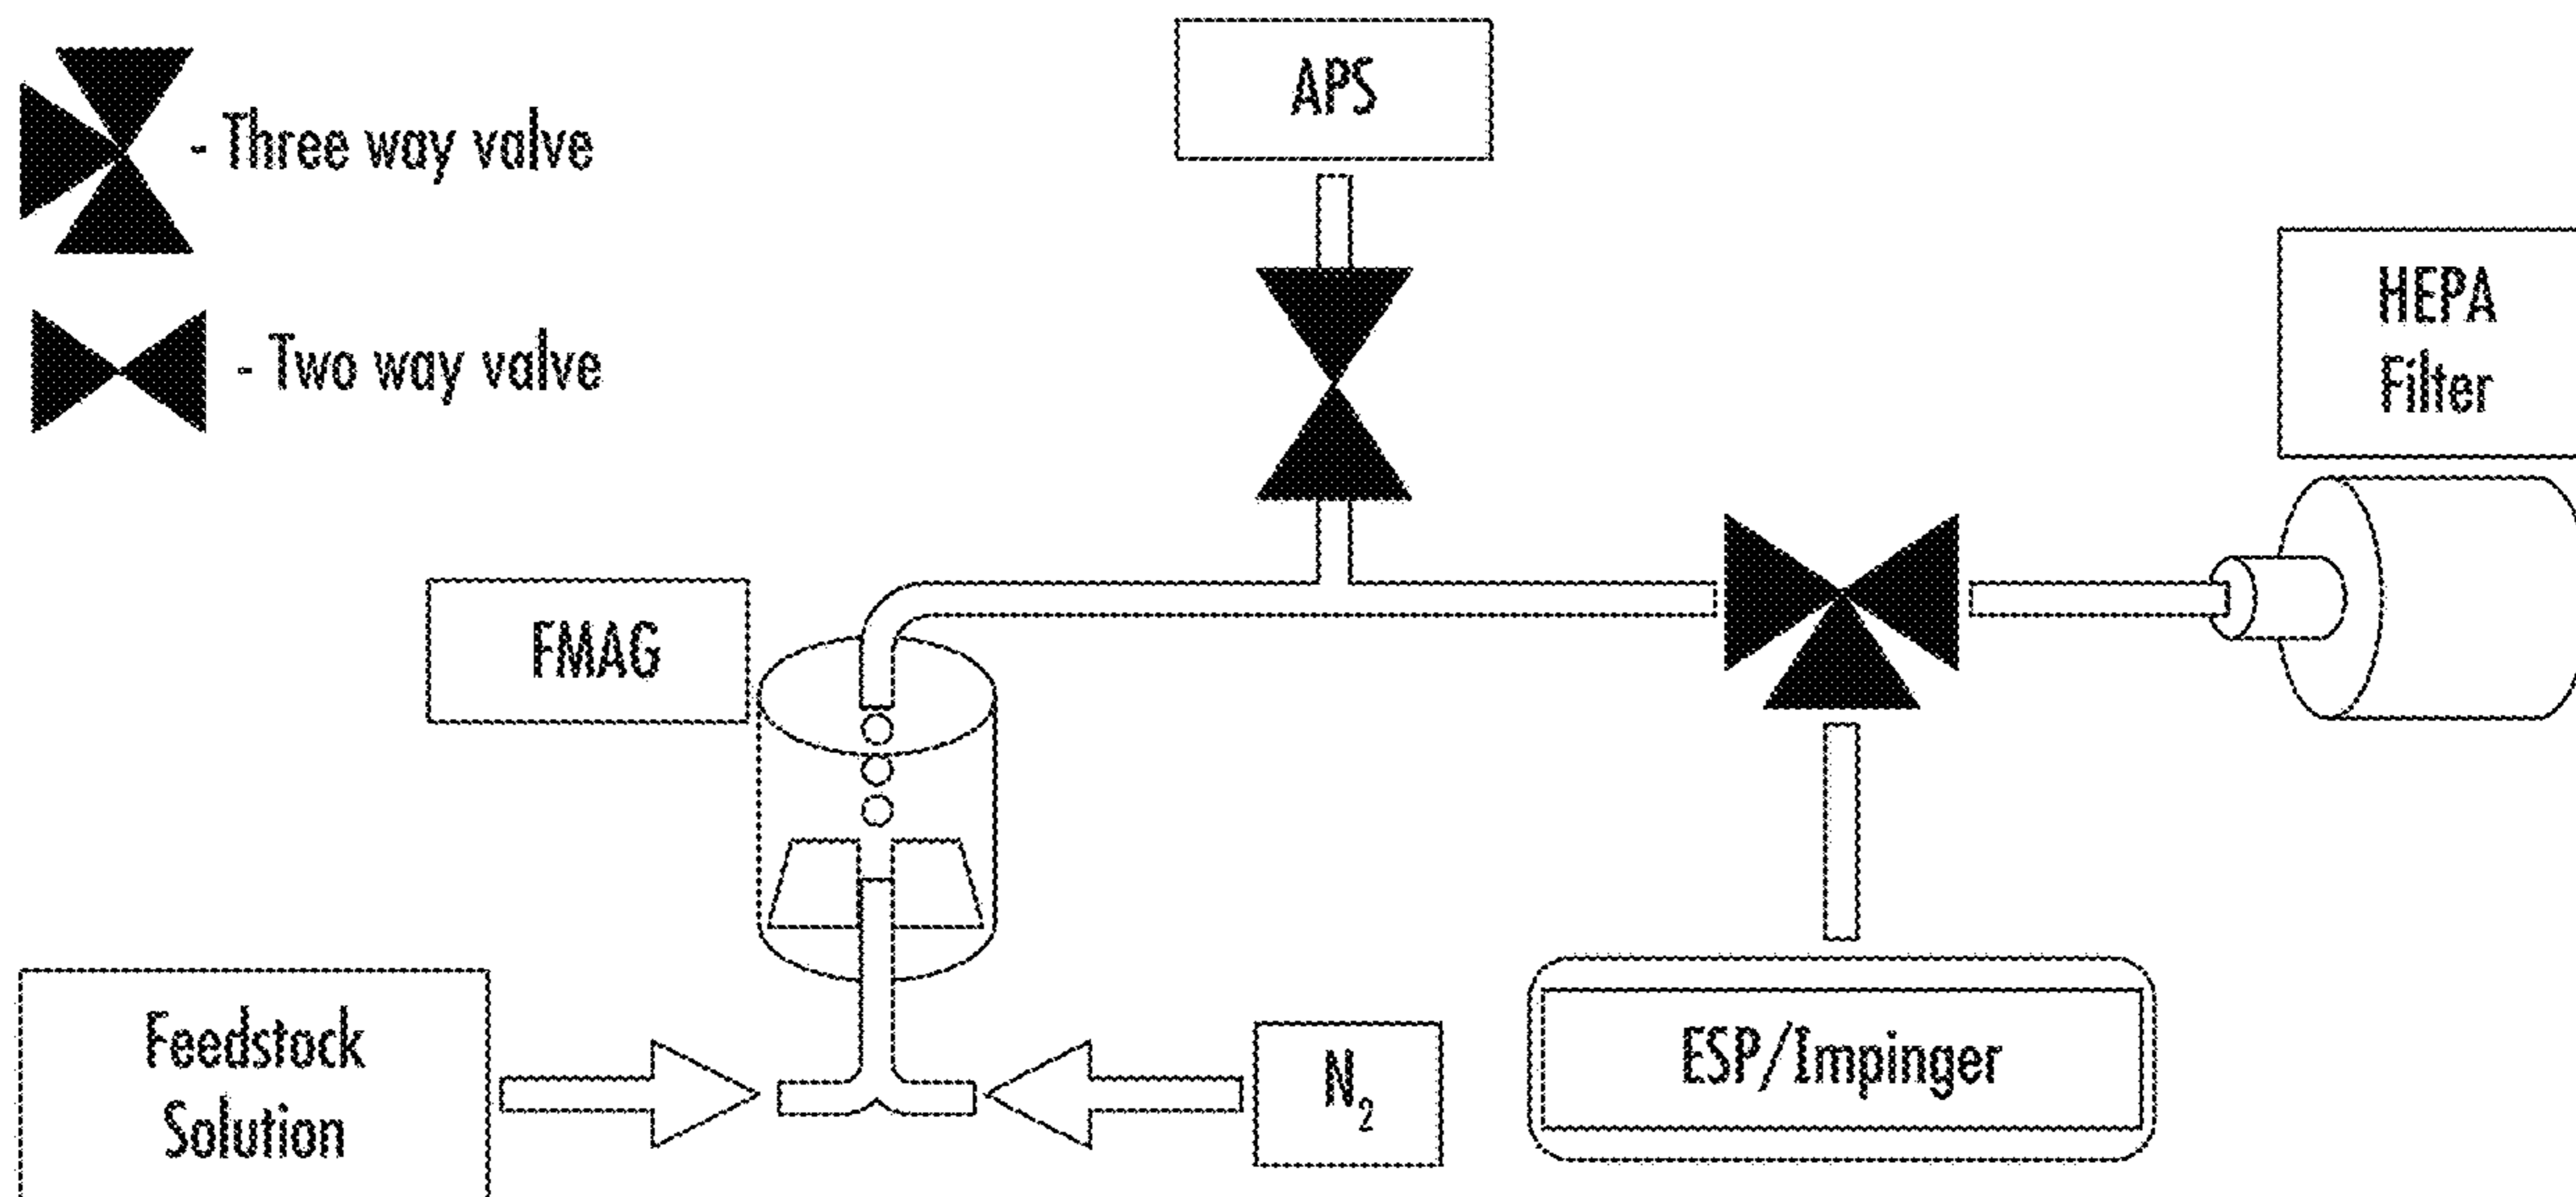 - Three way valve
- Two way valve
APS
HEPA
Filter
FMAG
Feedstock
Solution
N₂
ESP/Impinger